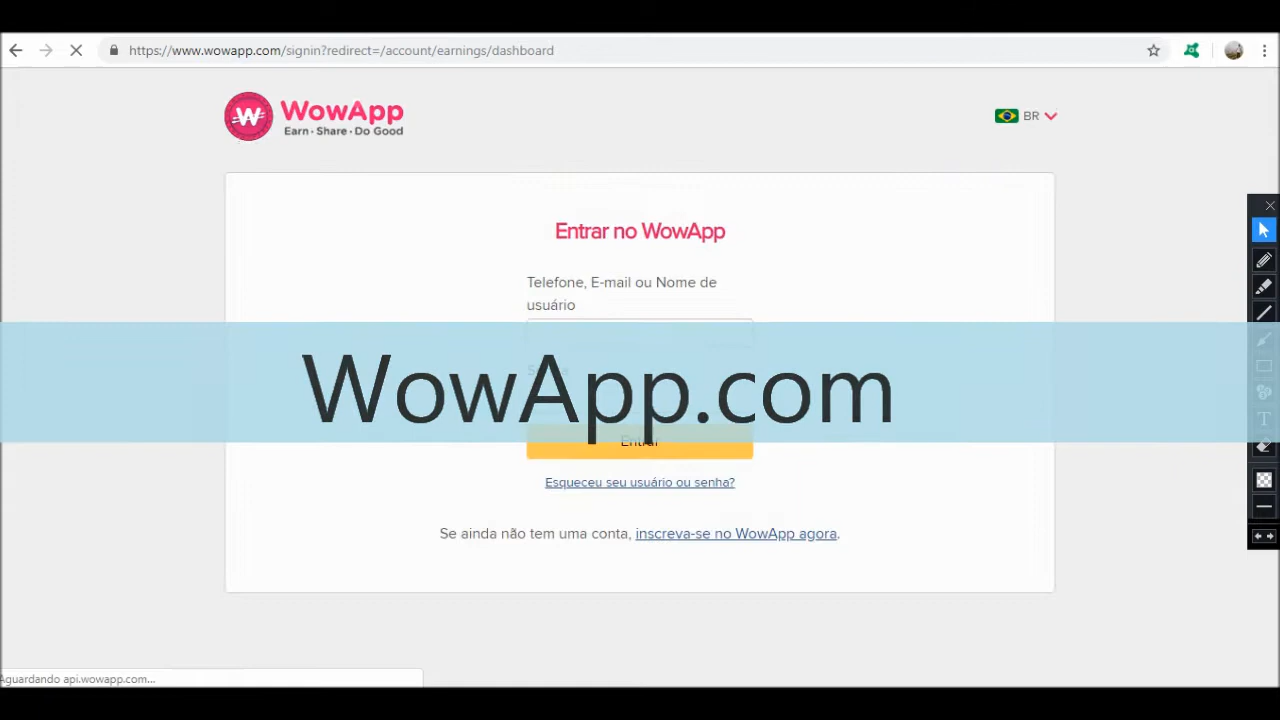 https://www.wowapp.com/signin?redirect=/account/earnings/dashboard
WowApp
Earn · Share · Do Good
BR
Entrar no WowApp
Telefone, E-mail ou Nome de
usuário
WowApp.com
Entrar
Esqueceu seu usuário ou senha?
Se ainda não tem uma conta, inscreva-se no WowApp agora.
Aguardando api.wowapp.com...